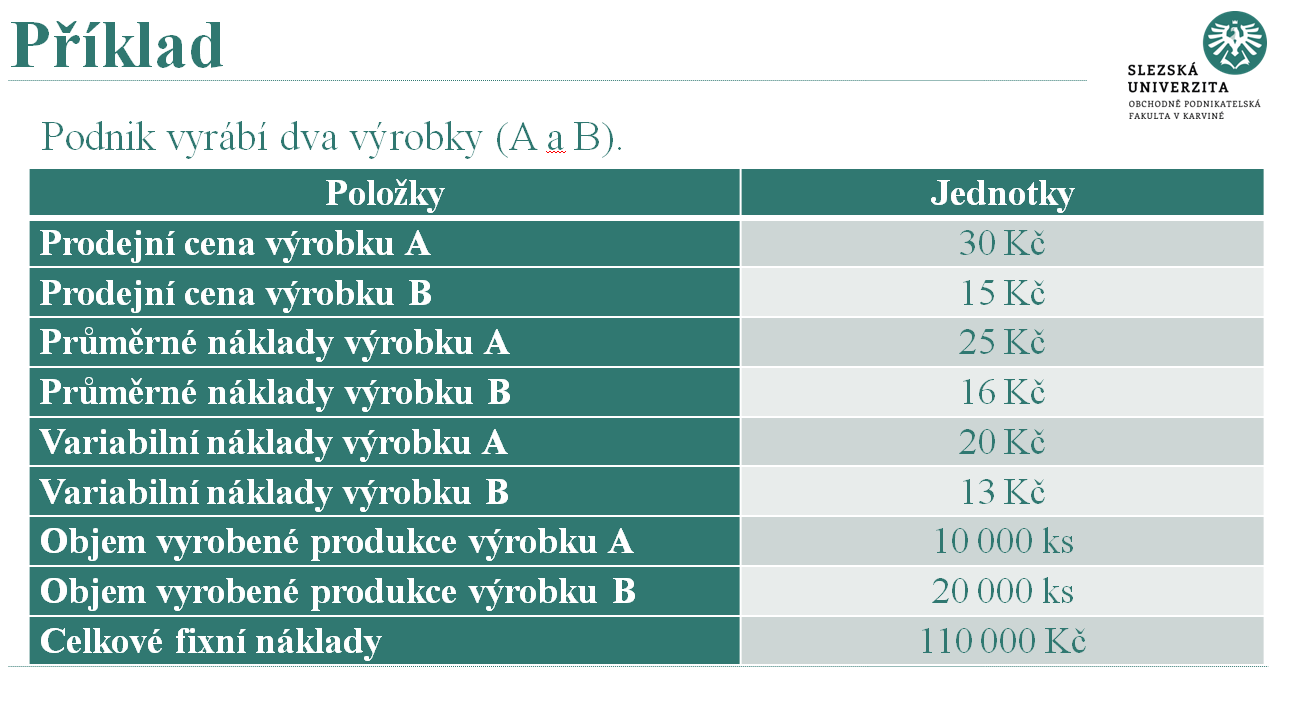 Příklad
SLEZSKÁ
UNIVERZITA
OBCHODNĚ PODNIKATELSKÁ
FAKULTA V KARVINÉ
Podnik vyrábí dva výrobky (A a B).
Položky Jednotky
Prodejní cena výrobku A 30 Kč
Prodejní cena výrobku B 15 Kč
Průměrné náklady výrobku A 25 Kč
Průměrné náklady výrobku B 16 Kč
Variabilní náklady výrobku A 20 Kč
Variabilní náklady výrobku B 13 Kč
Objem vyrobené produkce výrobku A 10 000 ks
Objem vyrobené produkce výrobku B 20 000 ks
Celkové fixní náklady 110 000 Kč